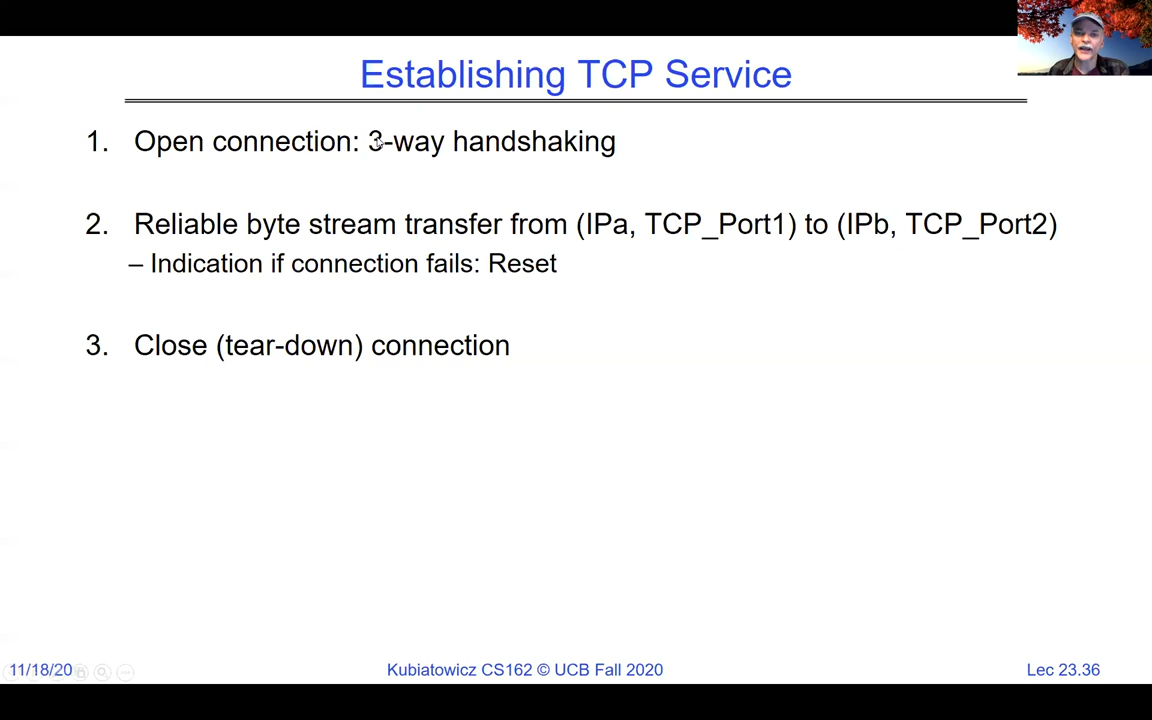 Establishing TCP Service
1. Open connection: 3-way handshaking
2. Reliable byte stream transfer from (IPa, TCP_Port1) to (IPb, TCP_Port2)
– Indication if connection fails: Reset
3. Close (tear-down) connection
11/18/20 Kubiatowicz CS162 © UCB Fall 2020 Lec 23.36